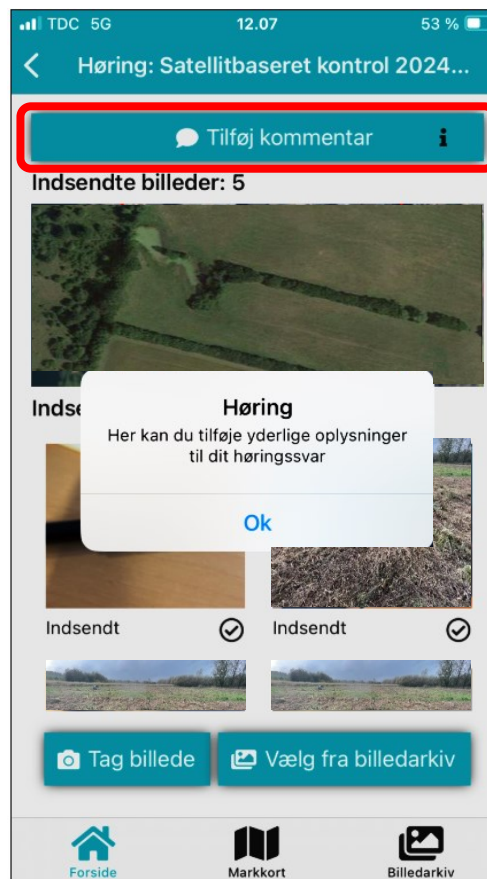 TDC 5G 12.07 53 %
Høring: Satellitbaseret kontrol 2024...
Tilføj kommentar i
Indsendte billeder: 5
Indse
Høring
Her kan du tilføje yderlige oplysninger
til dit høringssvar
Ok
Indsendt Indsendt
Tag billede Vælg fra billedarkiv
Forside Markkort Billedarkiv